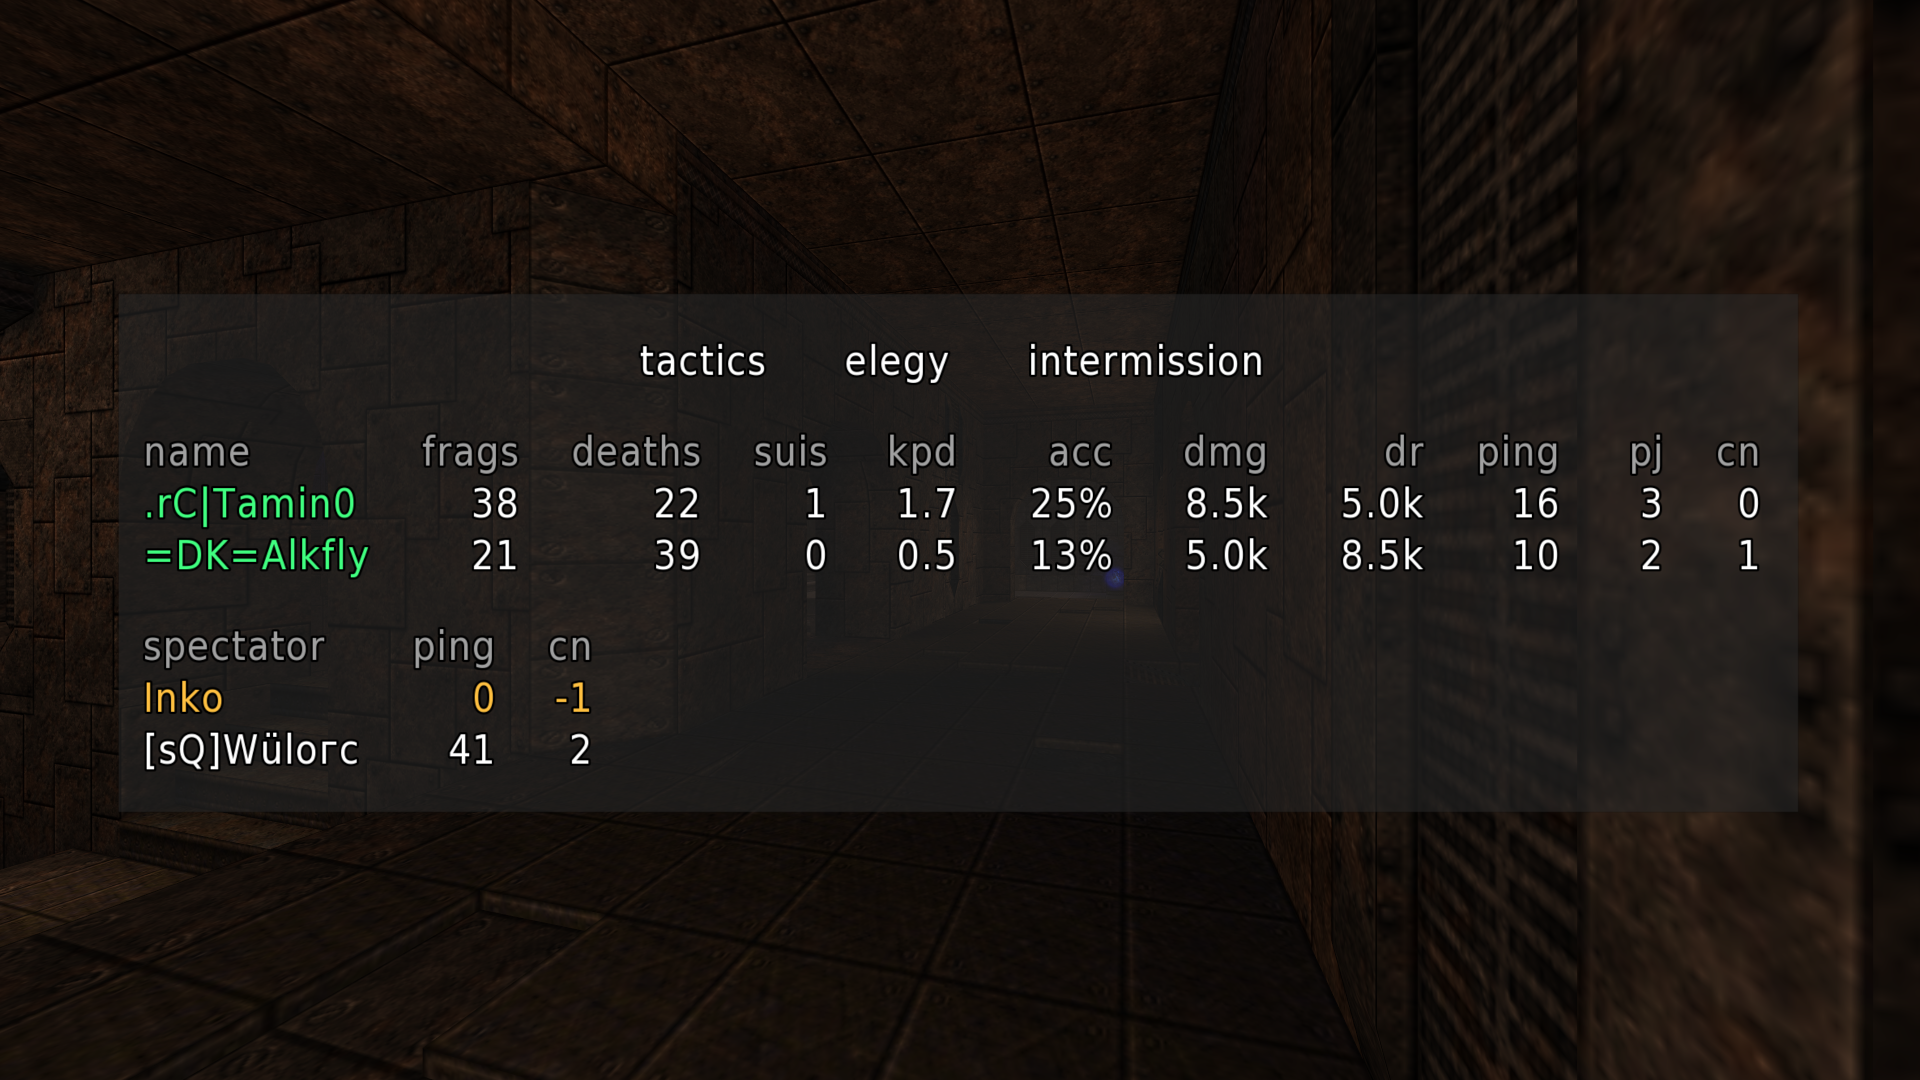 tactics elegy intermission
name frags deaths suis kpd acc dmg dr ping pj cn
.rC|Tamin0 38 22 1 1.7 25% 8.5k 5.0k 16 3 0
=DK=Alkfly 21 39 0 0.5 13% 5.0k 8.5k 10 2 1
spectator ping cn
Inko 0 -1
[sQ]Wülorc 41 2